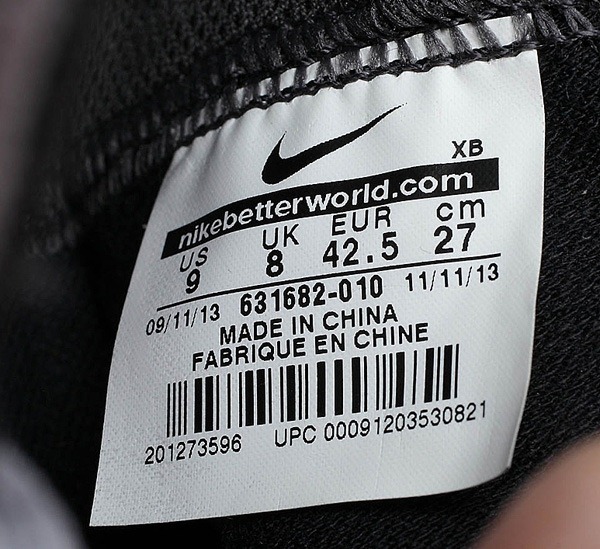 XB
nikebetterworld.com
US UK EUR cm
9 8 42.5 27
09/11/13 631682-010 11/11/13
MADE IN CHINA
FABRIQUE EN CHINE
201273596 UPC 00091203530821